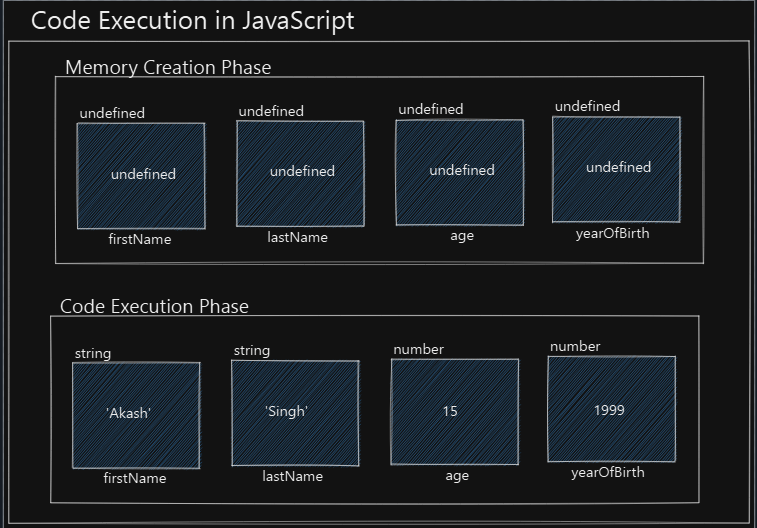 Code Execution in JavaScript
Memory Creation Phase
undefined undefined undefined undefined
undefined undefined undefined undefined
firstName lastName age yearOfBirth
Code Execution Phase
string string number number
'Akash' 'Singh' 15 1999
firstName lastName age yearOfBirth